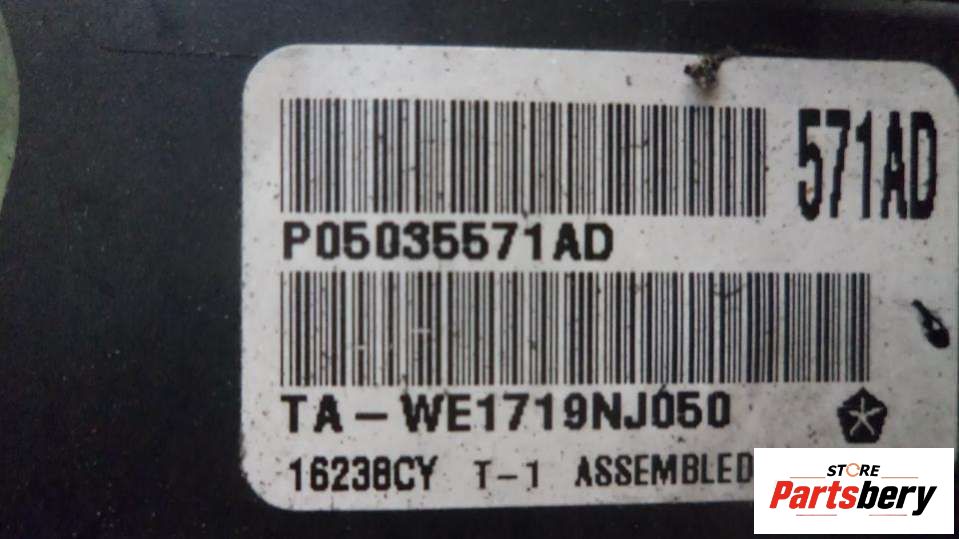 571AD
P05035571AD
TA-WE1719NJ050
16238CY T-1 ASSEMBLED
STORE
Partsbery